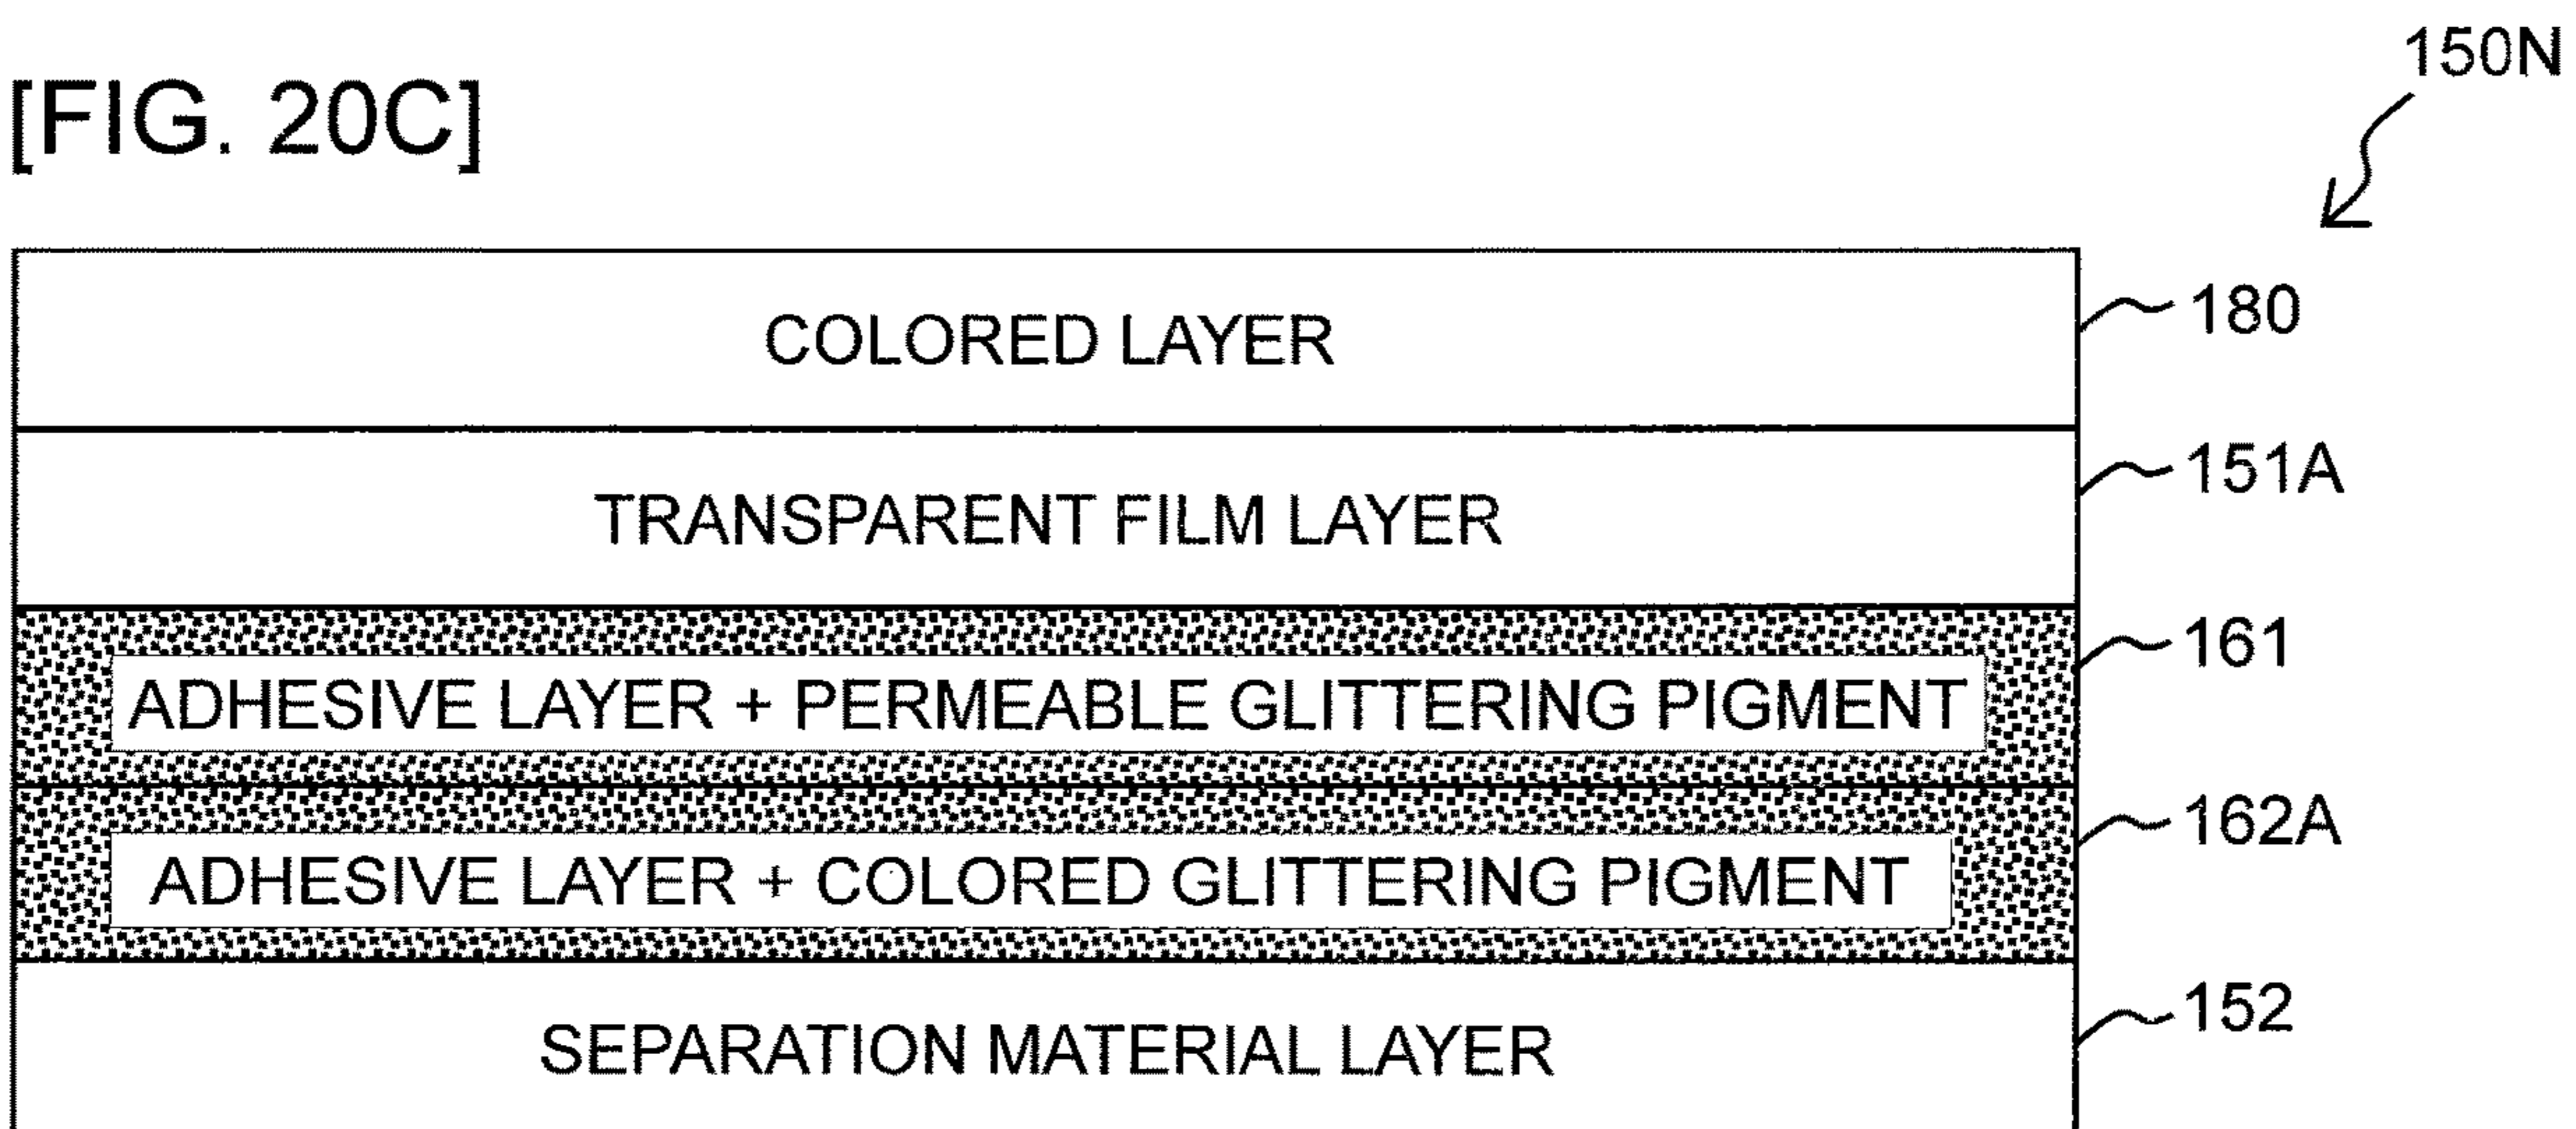 150N
[FIG. 20C]
COLORED LAYER
180
TRANSPARENT FILM LAYER
151A
ADHESIVE LAYER + PERMEABLE GLITTERING PIGMENT
161
ADHESIVE LAYER + COLORED GLITTERING PIGMENT
162A
SEPARATION MATERIAL LAYER
152